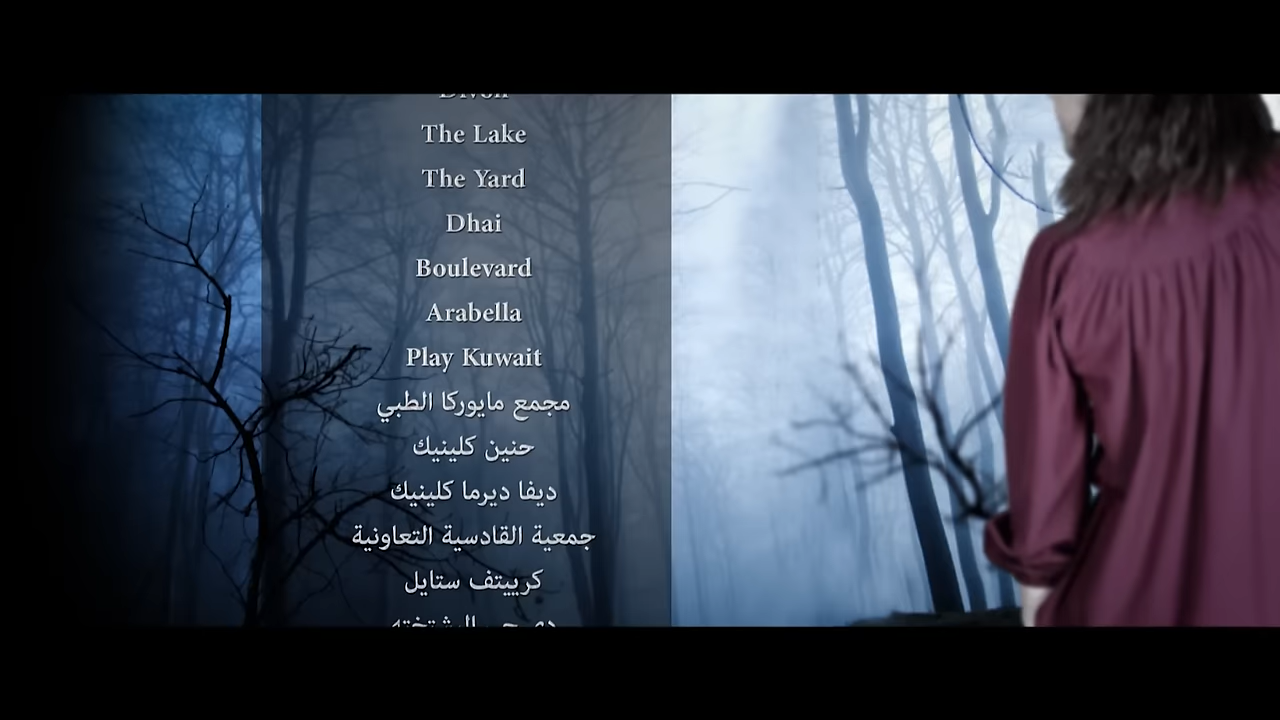 The Lake
The Yard
Dhai
Boulevard
Arabella
Play Kuwait
مجمع مايوركا الطبي
حنين كلينيك
ديفا ديرما كلينيك
جمعية القادسية التعاونية
كرييتف ستايل